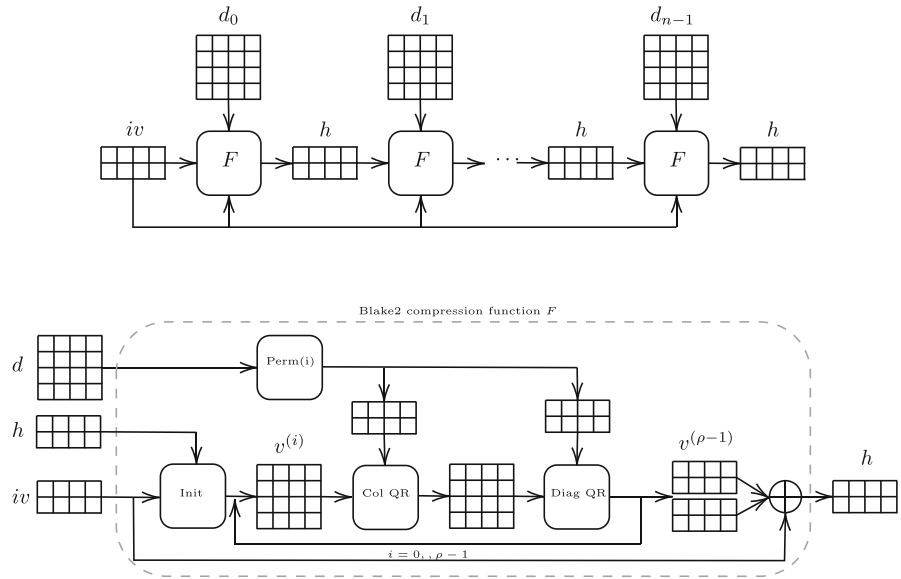 d₀ d₁ dₙ₋₁
iv h h h
F F ... F
Blake2 compression function F
d Perm(i)
h
v⁽ⁱ⁾ v⁽ρ⁻¹⁾ h
iv Init Col QR Diag QR
i = 0, , ρ − 1